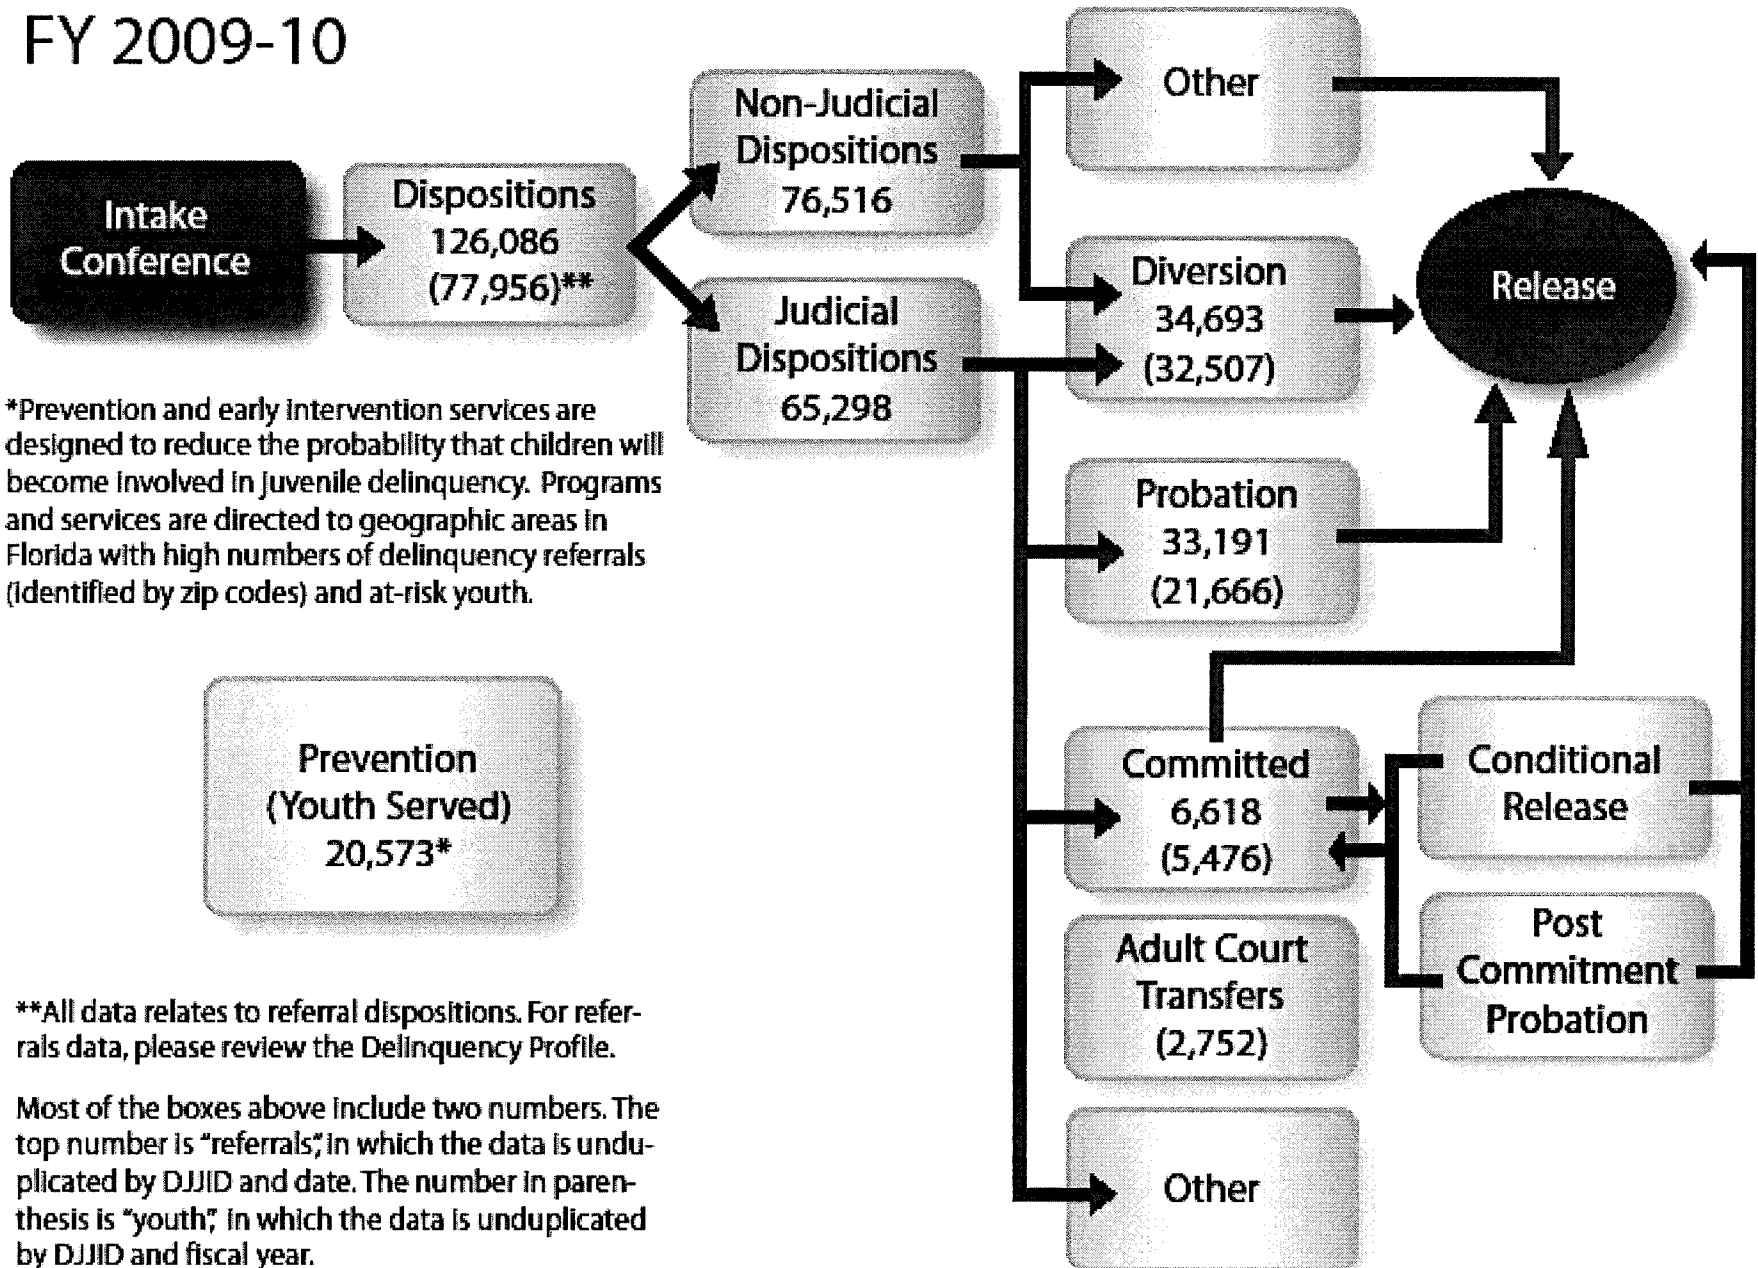 FY 2009-10
Intake
Conference
Dispositions
126,086
(77,956)**
Non-Judicial
Dispositions
76,516
Judicial
Dispositions
65,298
Other
Diversion
34,693
(32,507)
Release
Probation
33,191
(21,666)
Committed
6,618
(5,476)
Conditional
Release
Post
Commitment
Probation
Adult Court
Transfers
(2,752)
Other
*Prevention and early intervention services are
designed to reduce the probability that children will
become involved in juvenile delinquency. Programs
and services are directed to geographic areas in
Florida with high numbers of delinquency referrals
(identified by zip codes) and at-risk youth.
Prevention
(Youth Served)
20,573*
**All data relates to referral dispositions. For refer-
rals data, please review the Delinquency Profile.
Most of the boxes above include two numbers. The
top number is "referrals", in which the data is undu-
plicated by DJJID and date. The number in paren-
thesis is "youth", in which the data is unduplicated
by DJJID and fiscal year.